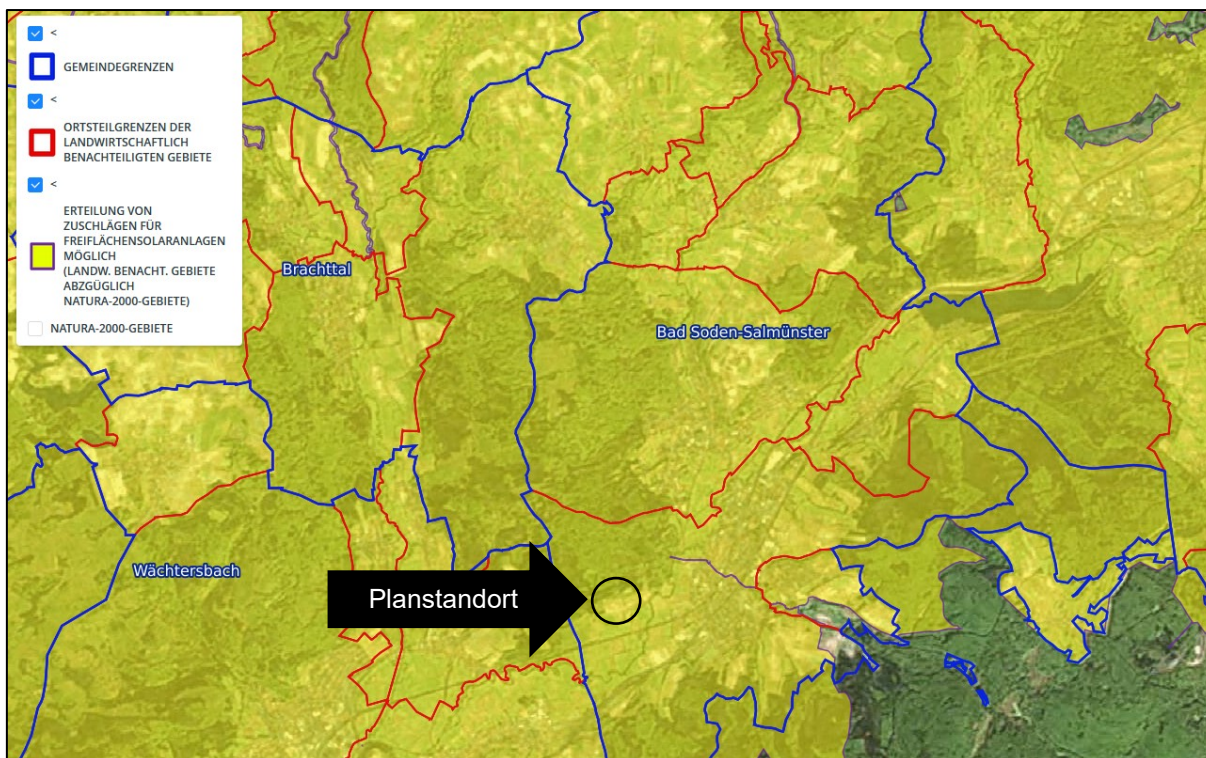 <
GEMEINDEGRENZEN
<
ORTSTEILGRENZEN DER
LANDWIRTSCHAFTLICH
BENACHTEILIGTEN GEBIETE
<
ERTEILUNG VON
ZUSCHLÄGEN FÜR
FREIFLÄCHENSOLARANLAGEN
MÖGLICH
(LANDW. BENACHT. GEBIETE
ABZGÜGLICH
NATURA-2000-GEBIETE)
NATURA-2000-GEBIETE
Brachttal
Bad Soden-Salmünster
Wächtersbach
Planstandort